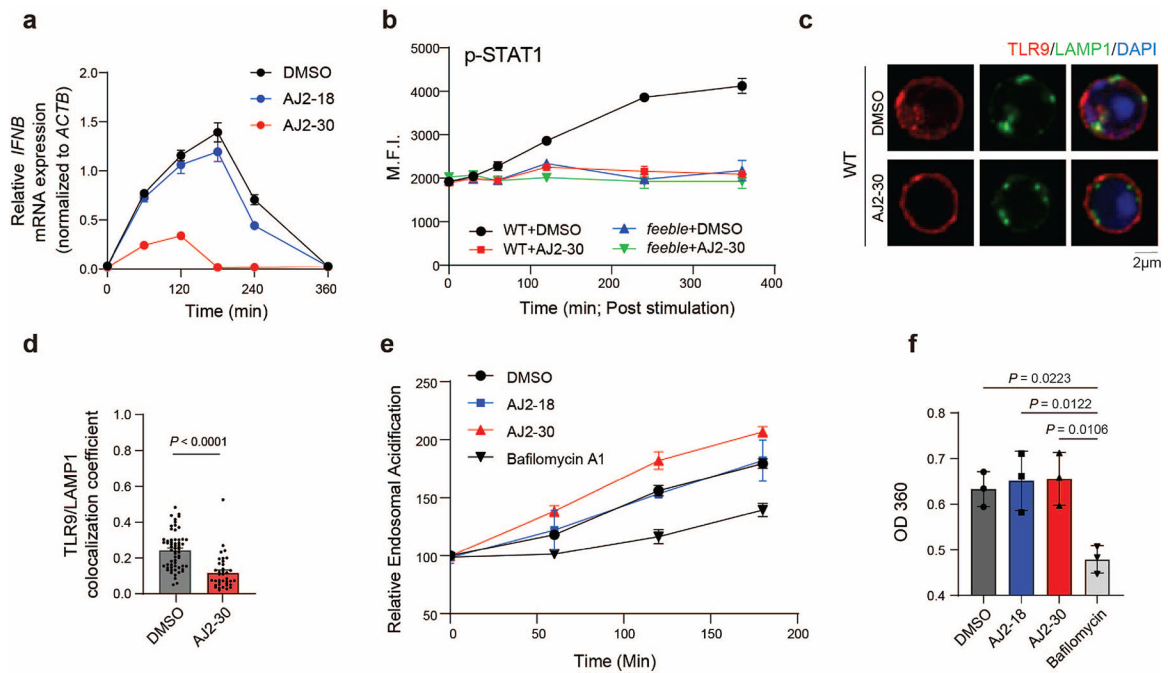 a
Relative IFNB
mRNA expression
(normalized to ACTB)
2.0
1.5
1.0
0.5
0.0
0
120
240
360
Time (min)
DMSO
AJ2-18
AJ2-30
b
p-STAT1
M.F.I.
5000
4000
3000
2000
1000
0
0
100
200
300
400
WT+DMSO
WT+AJ2-30
feeble+DMSO
feeble+AJ2-30
Time (min; Post stimulation)
c
TLR9/LAMP1/DAPI
WT
DMSO
AJ2-30
2μm
d
TLR9/LAMP1
colocalization coefficient
1.0
0.8
0.6
0.4
0.2
0.0
P < 0.0001
DMSO
AJ2-30
e
Relative Endosomal Acidification
250
200
150
100
50
0
50
100
150
200
Time (Min)
DMSO
AJ2-18
AJ2-30
Bafilomycin A1
f
OD 360
0.8
0.7
0.6
0.5
0.4
P = 0.0223
P = 0.0122
P = 0.0106
DMSO
AJ2-18
AJ2-30
Bafilomycin